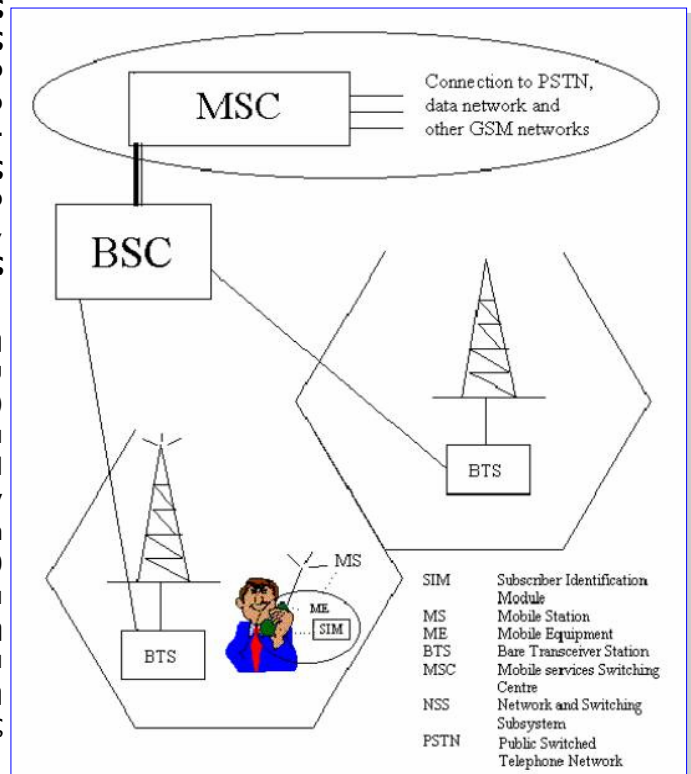 MSC
Connection to PSTN,
data network and
other GSM networks
BSC
BTS
BTS
MS
ME
SIM
SIM Subscriber Identification
Module
MS Mobile Station
ME Mobile Equipment
BTS Bare Transceiver Station
MSC Mobile services Switching
Centre
NSS Network and Switching
Subsystem
PSTN Public Switched
Telephone Network